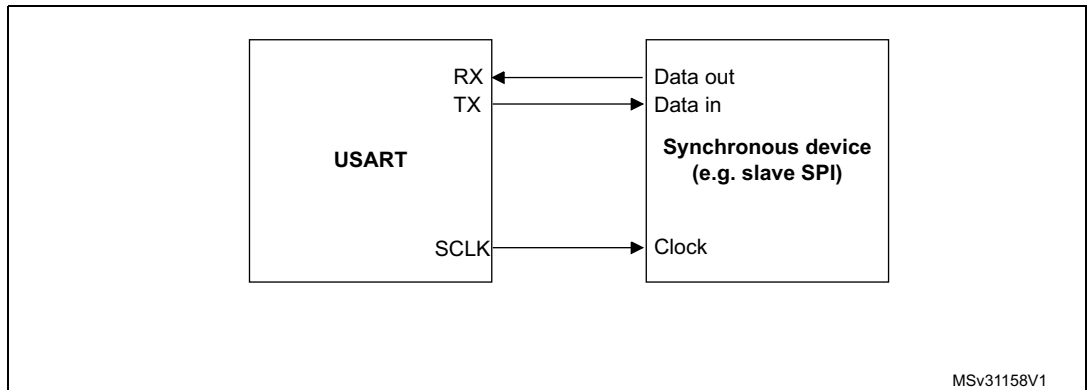 RX
TX
USART
SCLK
Data out
Data in
Synchronous device
(e.g. slave SPI)
Clock
MSv31158V1